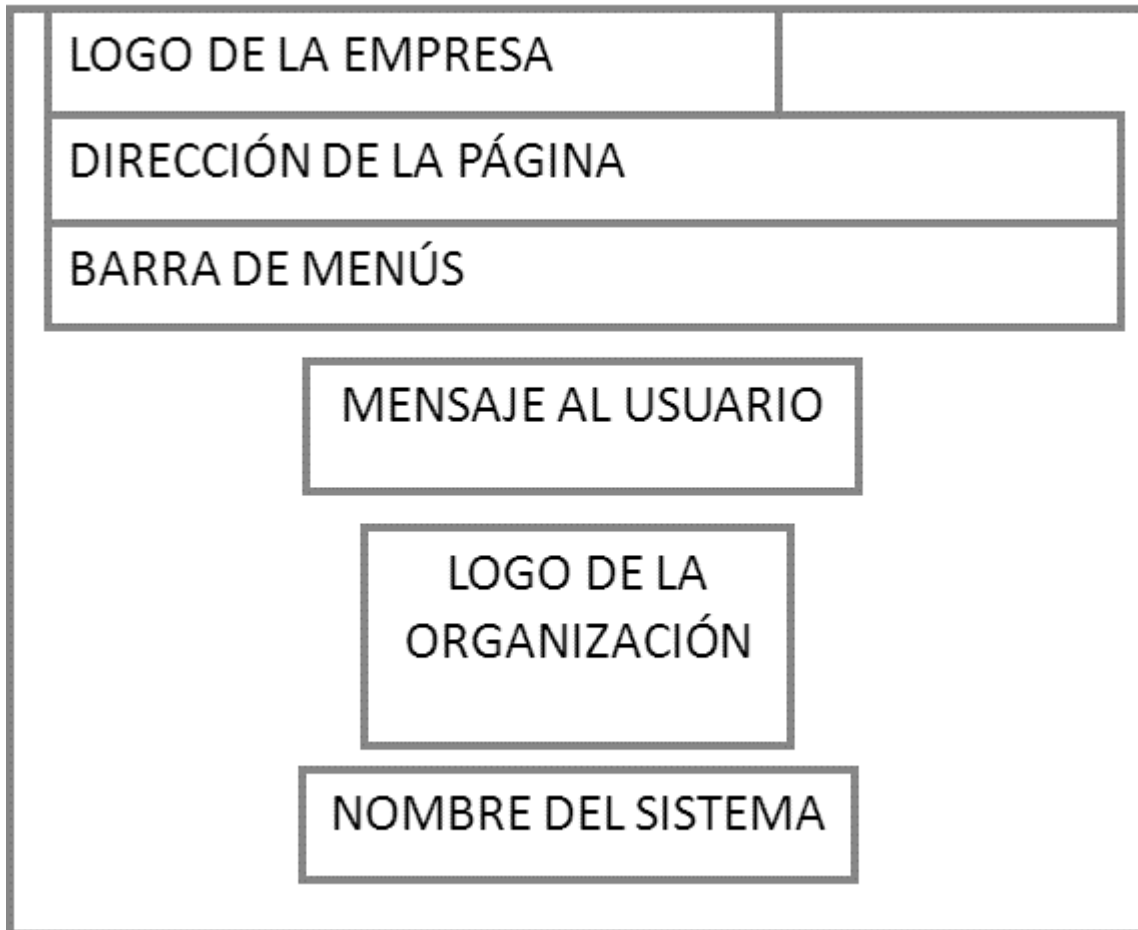 LOGO DE LA EMPRESA
DIRECCIÓN DE LA PÁGINA
BARRA DE MENÚS
MENSAJE AL USUARIO
LOGO DE LA
ORGANIZACIÓN
NOMBRE DEL SISTEMA